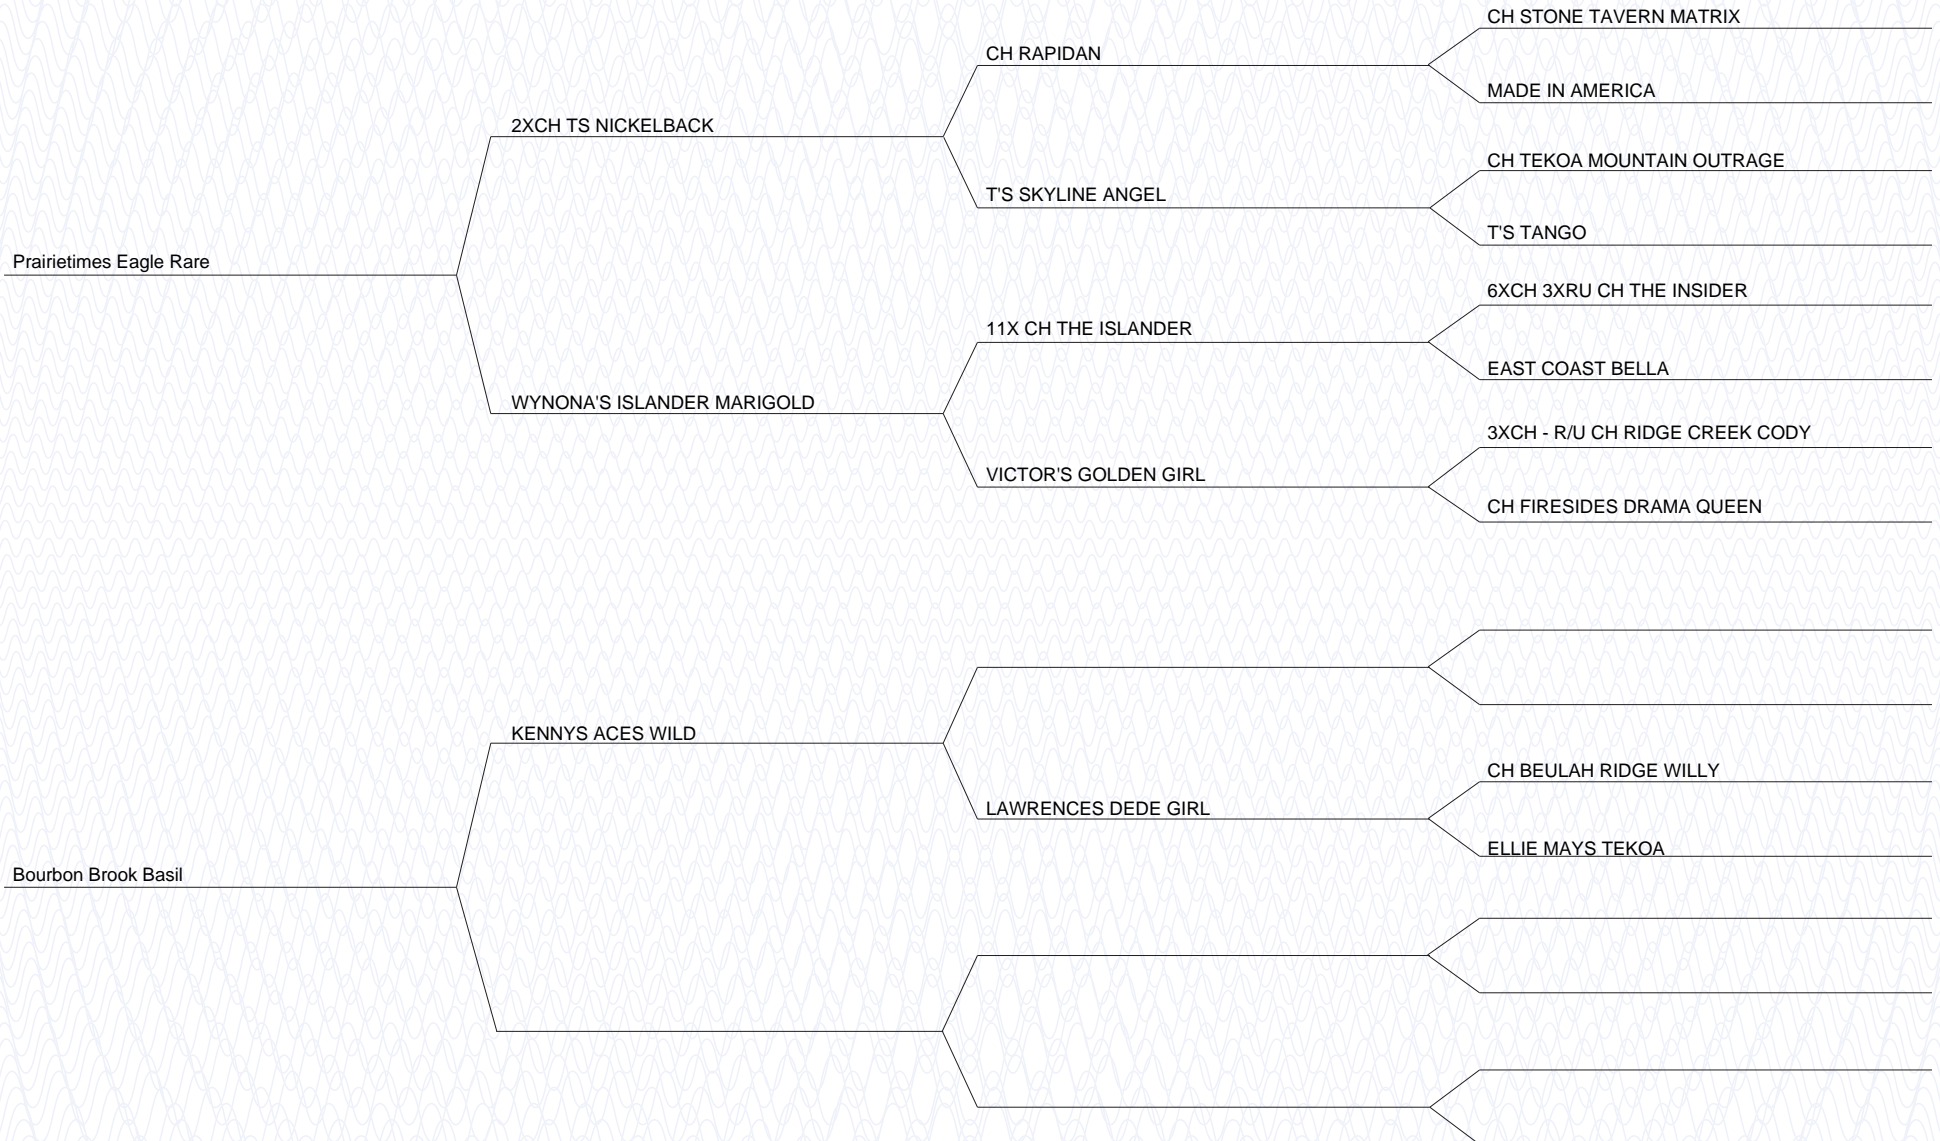 CH STONE TAVERN MATRIX
CH RAPIDAN
MADE IN AMERICA
2XCH TS NICKELBACK
CH TEKOA MOUNTAIN OUTRAGE
T'S SKYLINE ANGEL
T'S TANGO
Prairietimes Eagle Rare
6XCH 3XRU CH THE INSIDER
11X CH THE ISLANDER
EAST COAST BELLA
WYNONA'S ISLANDER MARIGOLD
3XCH - R/U CH RIDGE CREEK CODY
VICTOR'S GOLDEN GIRL
CH FIRESIDES DRAMA QUEEN
KENNYS ACES WILD
CH BEULAH RIDGE WILLY
LAWRENCES DEDE GIRL
ELLIE MAYS TEKOA
Bourbon Brook Basil